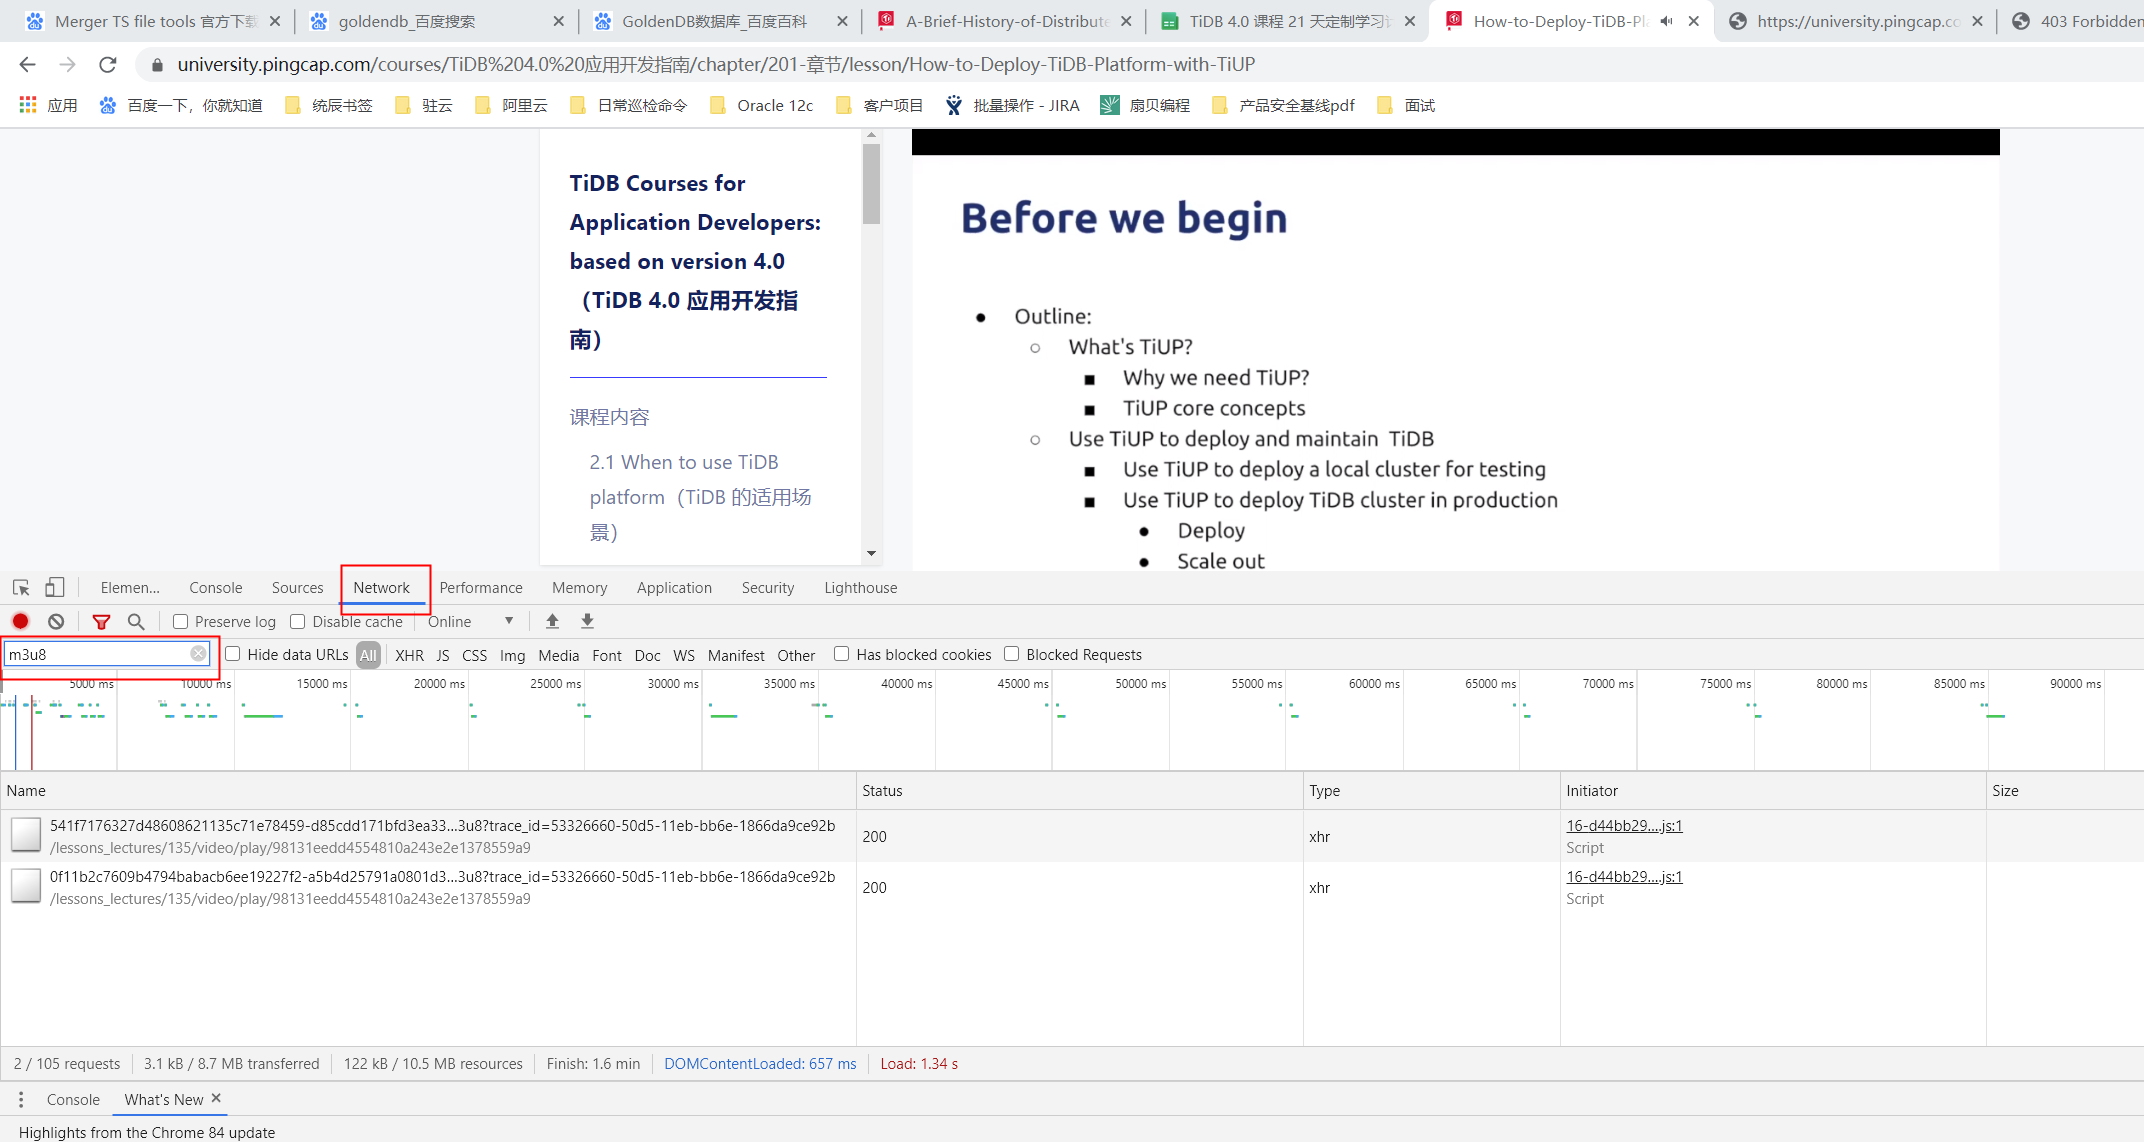 Merger TS file tools 官方下载
goldendb_百度搜索
GoldenDB数据库_百度百科
A-Brief-History-of-Distribute
TiDB 4.0 课程 21 天定制学习计
How-to-Deploy-TiDB-Pla
https://university.pingcap.co
403 Forbidden
university.pingcap.com/courses/TiDB%204.0%20应用开发指南/chapter/201-章节/lesson/How-to-Deploy-TiDB-Platform-with-TiUP
应用 百度一下，你就知道 统辰书签 驻云 阿里云 日常巡检命令 Oracle 12c 客户项目 批量操作 - JIRA 扇贝编程 产品安全基线pdf 面试
TiDB Courses for
Application Developers:
based on version 4.0
（TiDB 4.0 应用开发指
南）
课程内容
2.1 When to use TiDB
platform（TiDB 的适用场
景）
Before we begin
Outline:
What's TiUP?
Why we need TiUP?
TiUP core concepts
Use TiUP to deploy and maintain TiDB
Use TiUP to deploy a local cluster for testing
Use TiUP to deploy TiDB cluster in production
Deploy
Scale out
Elemen... Console Sources Network Performance Memory Application Security Lighthouse
Preserve log Disable cache Online
m3u8 Hide data URLs All XHR JS CSS Img Media Font Doc WS Manifest Other Has blocked cookies Blocked Requests
5000 ms 10000 ms 15000 ms 20000 ms 25000 ms 30000 ms 35000 ms 40000 ms 45000 ms 50000 ms 55000 ms 60000 ms 65000 ms 70000 ms 75000 ms 80000 ms 85000 ms 90000 ms
Name Status Type Initiator Size
541f7176327d48608621135c71e78459-d85cdd171bfd3ea33...3u8?trace_id=53326660-50d5-11eb-bb6e-1866da9ce92b
/lessons_lectures/135/video/play/98131eedd4554810a243e2e1378559a9
200 xhr 16-d44bb29....js:1
Script
0f11b2c7609b4794babacb6ee19227f2-a5b4d25791a0801d3...3u8?trace_id=53326660-50d5-11eb-bb6e-1866da9ce92b
/lessons_lectures/135/video/play/98131eedd4554810a243e2e1378559a9
200 xhr 16-d44bb29....js:1
Script
2 / 105 requests 3.1 kB / 8.7 MB transferred 122 kB / 10.5 MB resources Finish: 1.6 min DOMContentLoaded: 657 ms Load: 1.34 s
Console What's New
Highlights from the Chrome 84 update